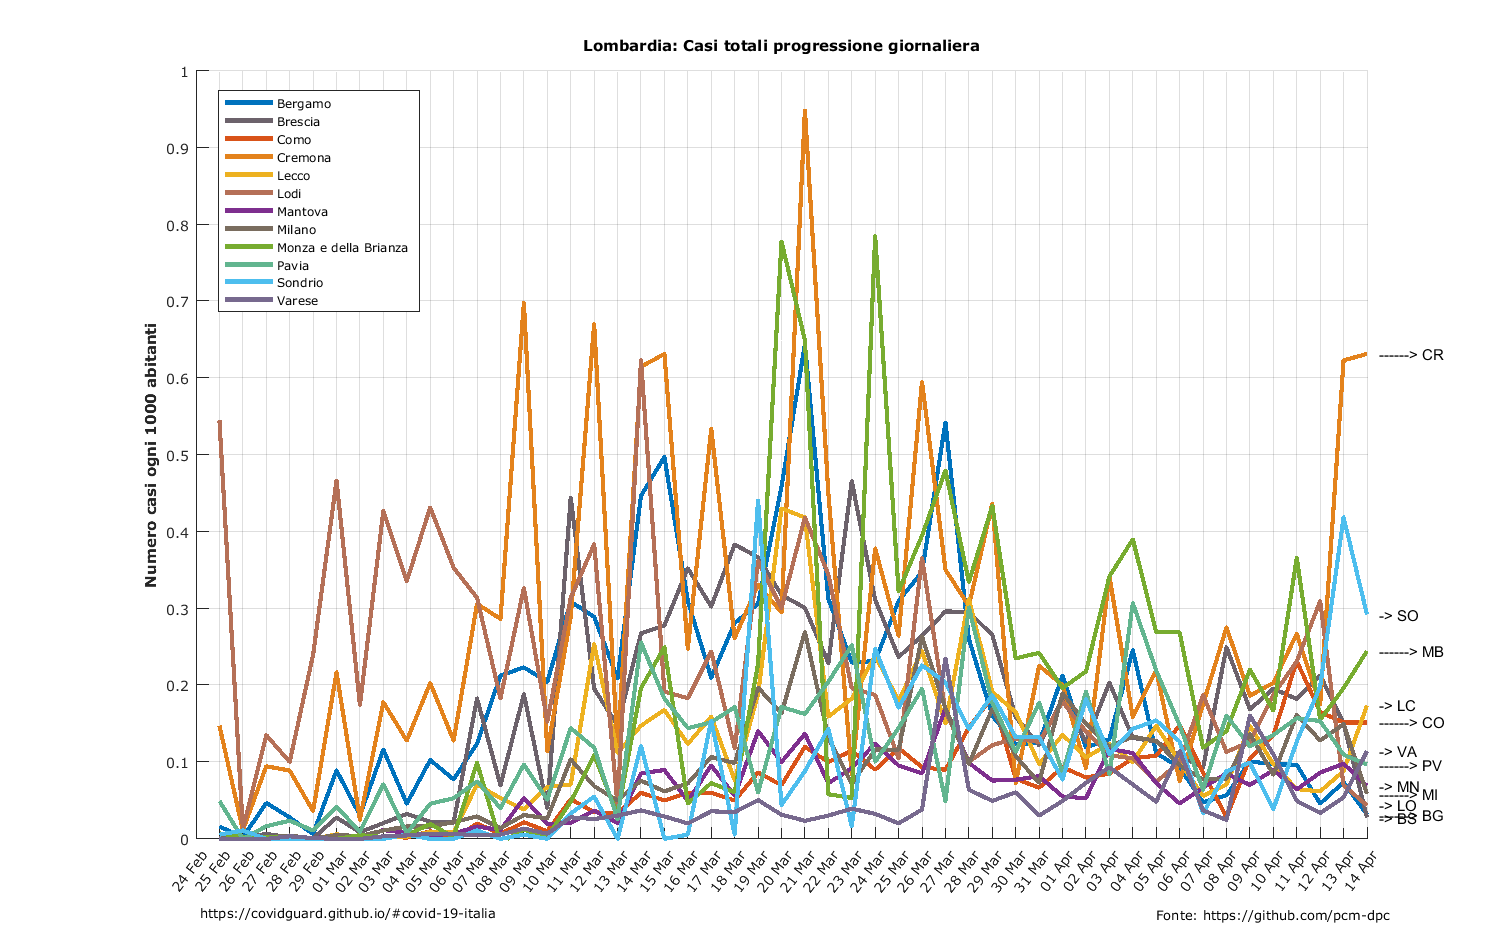 Lombardia: Casi totali progressione giornaliera
Numero casi ogni 1000 abitanti
1
0.9
0.8
0.7
0.6
0.5
0.4
0.3
0.2
0.1
0
Bergamo
Brescia
Como
Cremona
Lecco
Lodi
Mantova
Milano
Monza e della Brianza
Pavia
Sondrio
Varese
------> CR
-> SO
------> MB
-> LC
------> CO
-> VA
------> PV
-> MN
------> MI
-> LO
------> BG
-> BS
24 Feb
25 Feb
26 Feb
27 Feb
28 Feb
29 Feb
01 Mar
02 Mar
03 Mar
04 Mar
05 Mar
06 Mar
07 Mar
08 Mar
09 Mar
10 Mar
11 Mar
12 Mar
13 Mar
14 Mar
15 Mar
16 Mar
17 Mar
18 Mar
19 Mar
20 Mar
21 Mar
22 Mar
23 Mar
24 Mar
25 Mar
26 Mar
27 Mar
28 Mar
29 Mar
30 Mar
31 Mar
01 Apr
02 Apr
03 Apr
04 Apr
05 Apr
06 Apr
07 Apr
08 Apr
09 Apr
10 Apr
11 Apr
12 Apr
13 Apr
14 Apr
https://covidguard.github.io/#covid-19-italia
Fonte: https://github.com/pcm-dpc